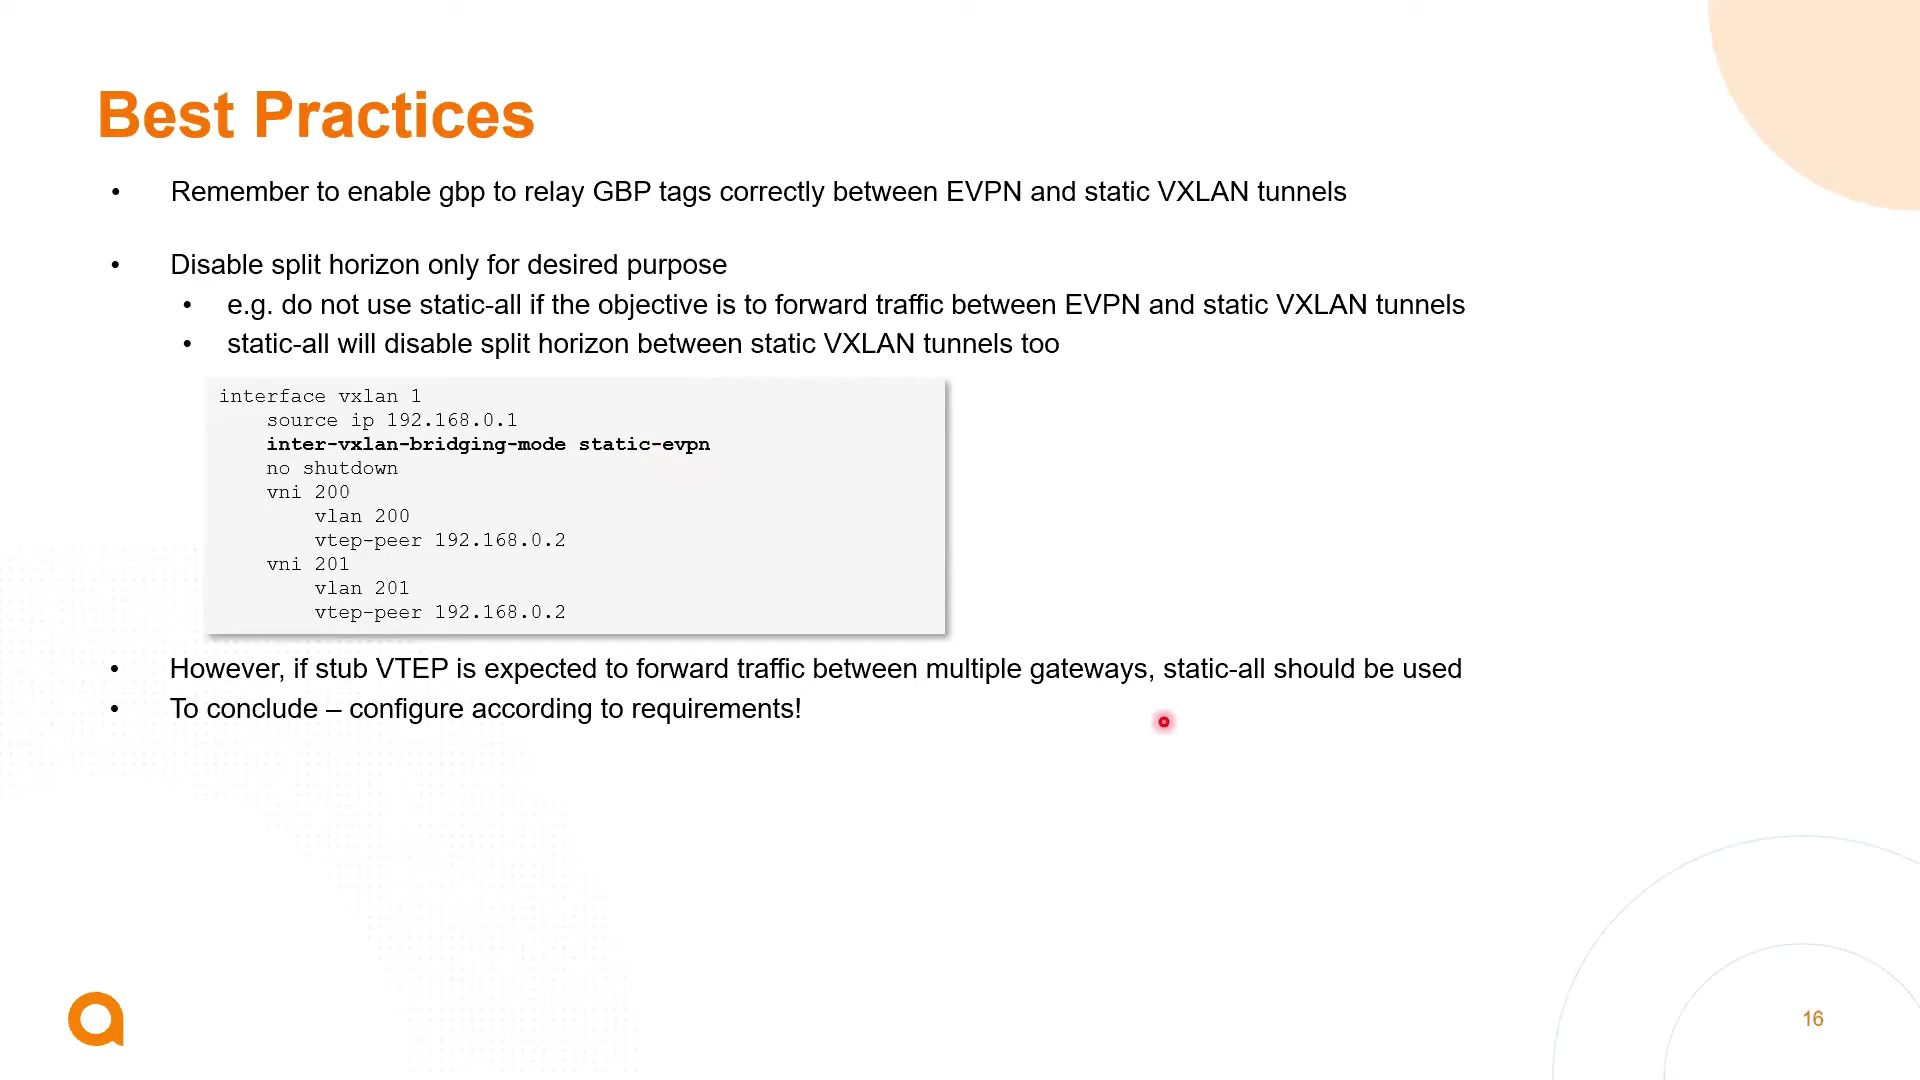 Best Practices
• Remember to enable gbp to relay GBP tags correctly between EVPN and static VXLAN tunnels
• Disable split horizon only for desired purpose
• e.g. do not use static-all if the objective is to forward traffic between EVPN and static VXLAN tunnels
• static-all will disable split horizon between static VXLAN tunnels too
interface vxlan 1
    source ip 192.168.0.1
    inter-vxlan-bridging-mode static-evpn
    no shutdown
    vni 200
        vlan 200
        vtep-peer 192.168.0.2
    vni 201
        vlan 201
        vtep-peer 192.168.0.2
• However, if stub VTEP is expected to forward traffic between multiple gateways, static-all should be used
• To conclude – configure according to requirements!
16